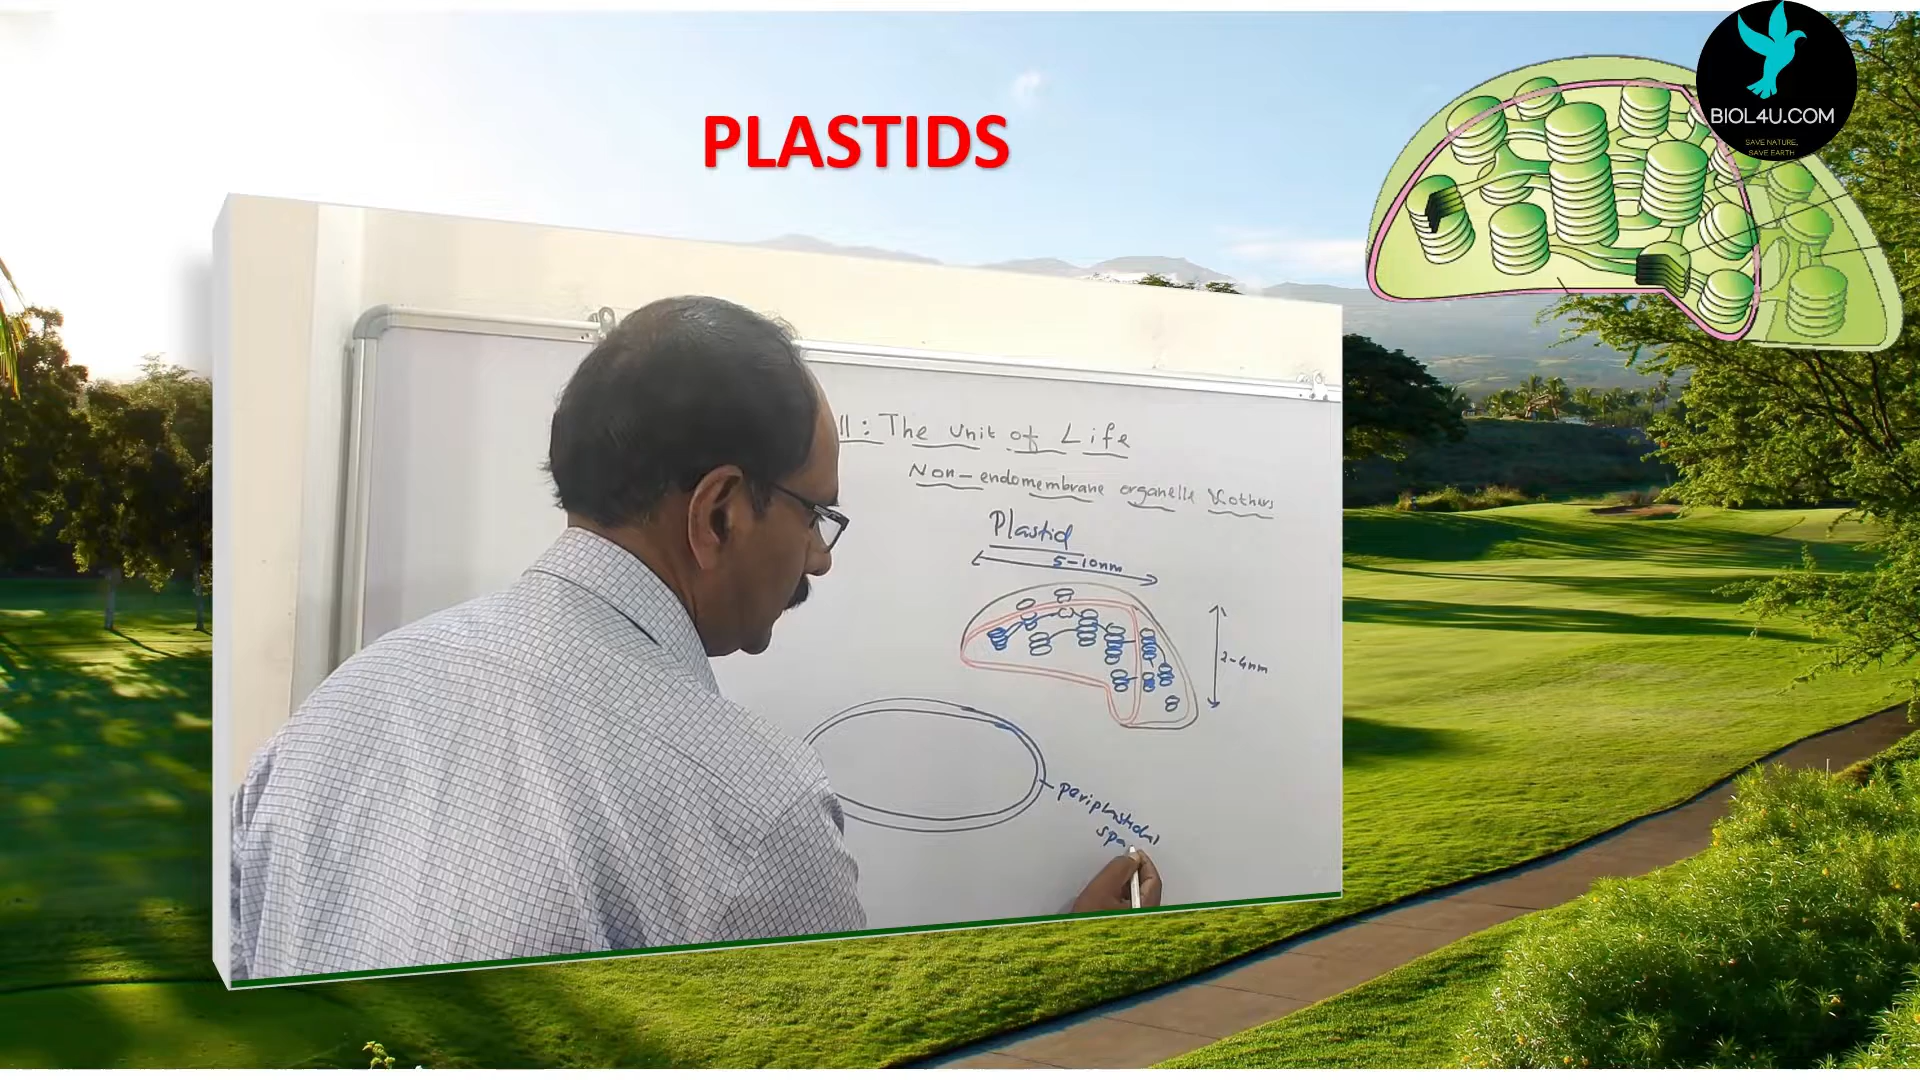 PLASTIDS
BIOL4U.COM
SAVE NATURE,
SAVE EARTH
ll : The Unit of Life
Non-endomembrane organelle & others
Plastid
5-10nm
2-4nm
periplastidal
spa